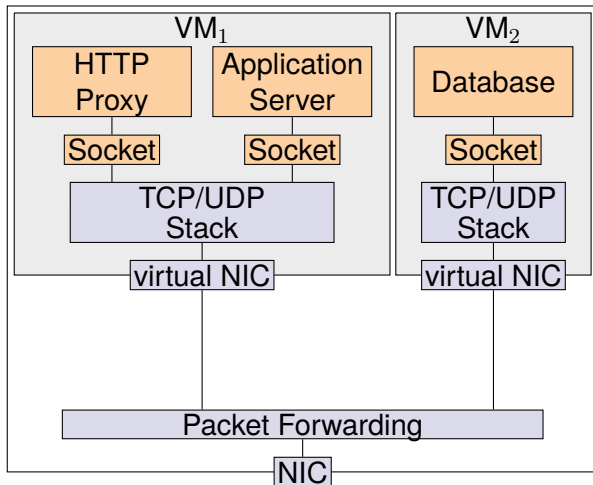 VM₁
VM₂
HTTP
Proxy
Application
Server
Database
Socket
Socket
Socket
TCP/UDP
Stack
TCP/UDP
Stack
virtual NIC
virtual NIC
Packet Forwarding
NIC